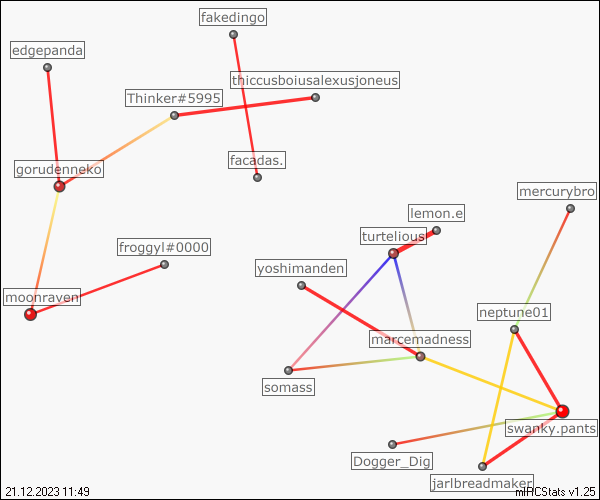 fakedingo
edgepanda
thiccusboiusalexusjoneus
Thinker#5995
facadas.
gorudenneko
mercurybro
lemon.e
turtelious
froggyl#0000
yoshimanden
moonraven
neptune01
marcemadness
somass
swanky.pants
Dogger_Dig
jarlbreadmaker
21.12.2023 11:49
mIRCStats v1.25